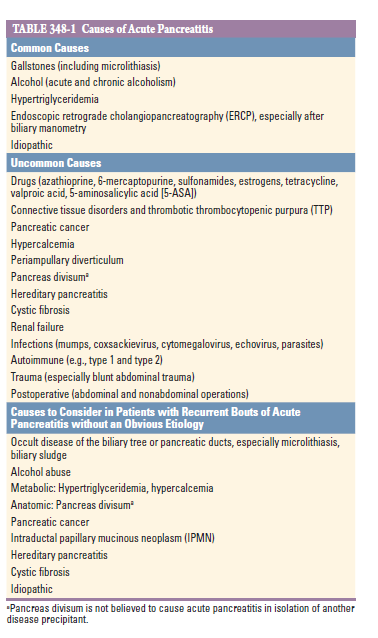 TABLE 348-1 Causes of Acute Pancreatitis
Common Causes
Gallstones (including microlithiasis)
Alcohol (acute and chronic alcoholism)
Hypertriglyceridemia
Endoscopic retrograde cholangiopancreatography (ERCP), especially after
biliary manometry
Idiopathic
Uncommon Causes
Drugs (azathioprine, 6-mercaptopurine, sulfonamides, estrogens, tetracycline,
valproic acid, 5-aminosalicylic acid [5-ASA])
Connective tissue disorders and thrombotic thrombocytopenic purpura (TTP)
Pancreatic cancer
Hypercalcemia
Periampullary diverticulum
Pancreas divisumᵃ
Hereditary pancreatitis
Cystic fibrosis
Renal failure
Infections (mumps, coxsackievirus, cytomegalovirus, echovirus, parasites)
Autoimmune (e.g., type 1 and type 2)
Trauma (especially blunt abdominal trauma)
Postoperative (abdominal and nonabdominal operations)
Causes to Consider in Patients with Recurrent Bouts of Acute
Pancreatitis without an Obvious Etiology
Occult disease of the biliary tree or pancreatic ducts, especially microlithiasis,
biliary sludge
Alcohol abuse
Metabolic: Hypertriglyceridemia, hypercalcemia
Anatomic: Pancreas divisumᵃ
Pancreatic cancer
Intraductal papillary mucinous neoplasm (IPMN)
Hereditary pancreatitis
Cystic fibrosis
Idiopathic
ᵃPancreas divisum is not believed to cause acute pancreatitis in isolation of another
disease precipitant.